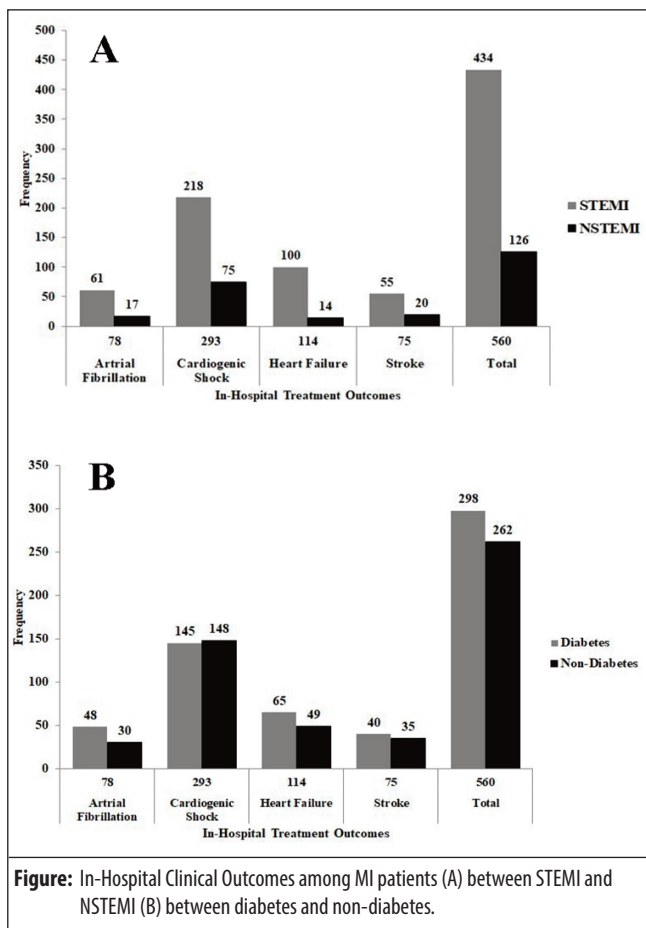 A
500
450
400
350
300
250
200
150
100
50
0
Frequency
61
17
218
75
100
14
55
20
434
126
STEMI
NSTEMI
78
293
114
75
560
Artrial
Fibrillation
Cardiogenic
Shock
Heart Failure
Stroke
Total
In-Hospital Treatment Outcomes
B
350
300
250
200
150
100
50
0
Frequency
48
30
145
148
65
49
40
35
298
262
Diabetes
Non-Diabetes
78
293
114
75
560
Artrial
Fibrillation
Cardiogenic
Shock
Heart Failure
Stroke
Total
In-Hospital Treatment Outcomes
Figure: In-Hospital Clinical Outcomes among MI patients (A) between STEMI and
NSTEMI (B) between diabetes and non-diabetes.